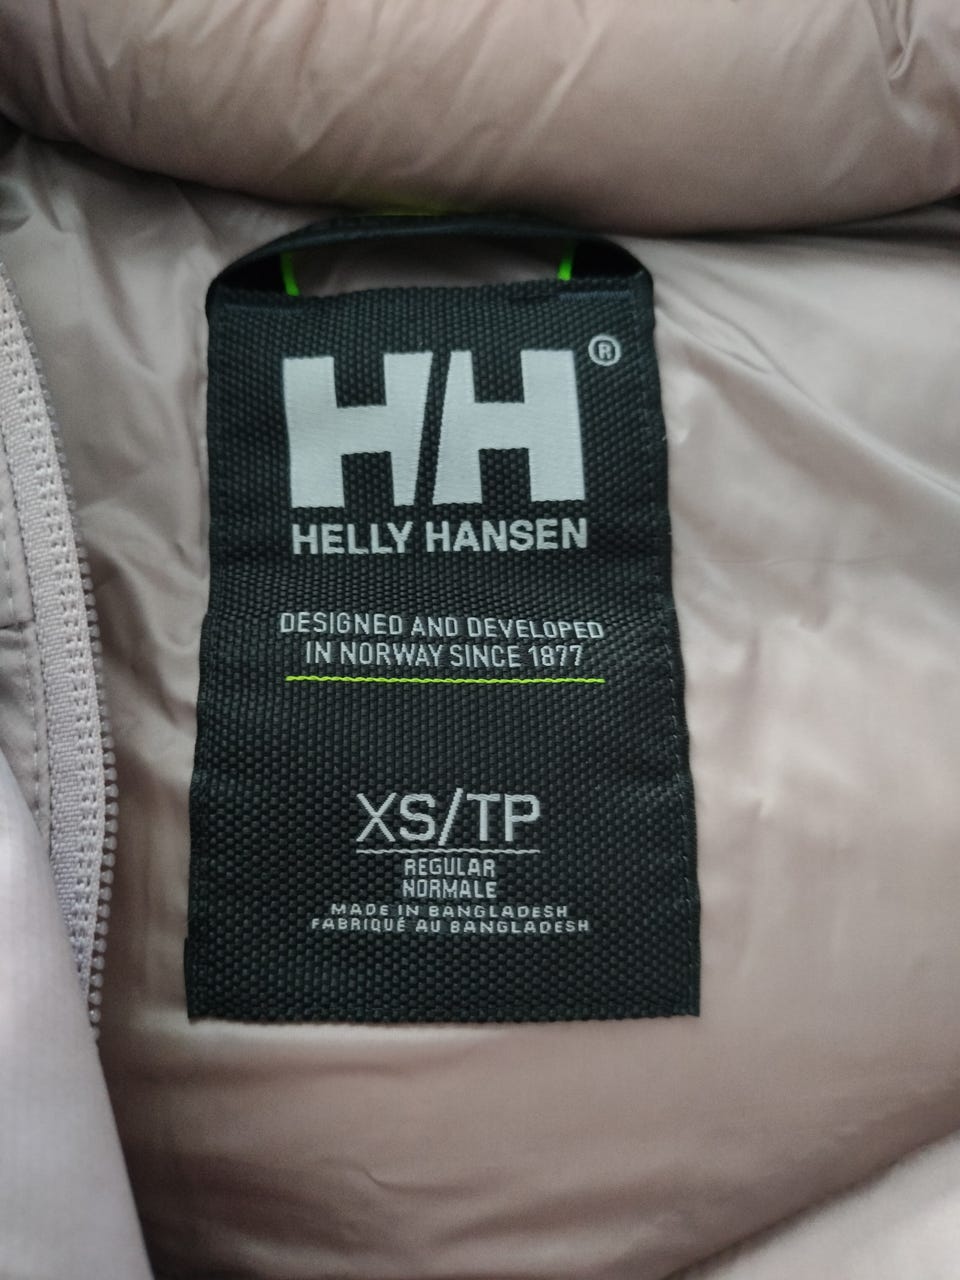 HH®
HELLY HANSEN
DESIGNED AND DEVELOPED
IN NORWAY SINCE 1877
XS/TP
REGULAR
NORMALE
MADE IN BANGLADESH
FABRIQUÉ AU BANGLADESH